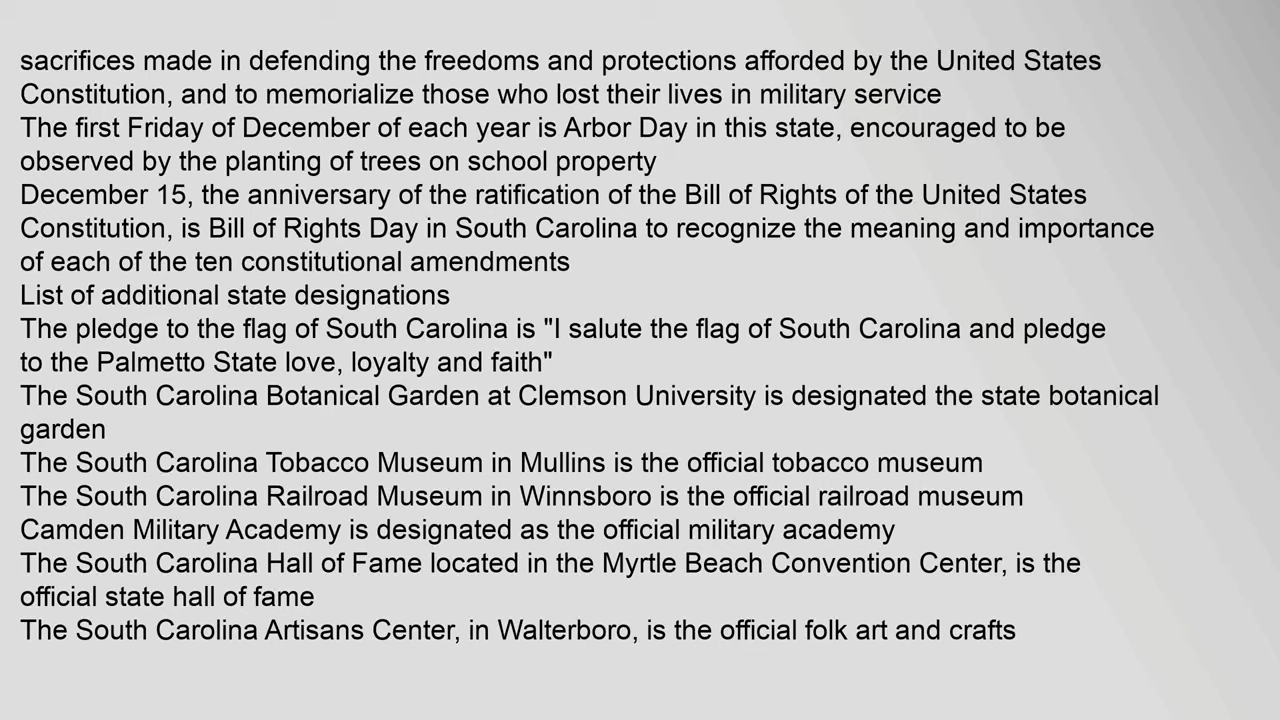 sacrifices made in defending the freedoms and protections afforded by the United States
Constitution, and to memorialize those who lost their lives in military service
The first Friday of December of each year is Arbor Day in this state, encouraged to be
observed by the planting of trees on school property
December 15, the anniversary of the ratification of the Bill of Rights of the United States
Constitution, is Bill of Rights Day in South Carolina to recognize the meaning and importance
of each of the ten constitutional amendments
List of additional state designations
The pledge to the flag of South Carolina is "I salute the flag of South Carolina and pledge
to the Palmetto State love, loyalty and faith"
The South Carolina Botanical Garden at Clemson University is designated the state botanical
garden
The South Carolina Tobacco Museum in Mullins is the official tobacco museum
The South Carolina Railroad Museum in Winnsboro is the official railroad museum
Camden Military Academy is designated as the official military academy
The South Carolina Hall of Fame located in the Myrtle Beach Convention Center, is the
official state hall of fame
The South Carolina Artisans Center, in Walterboro, is the official folk art and crafts